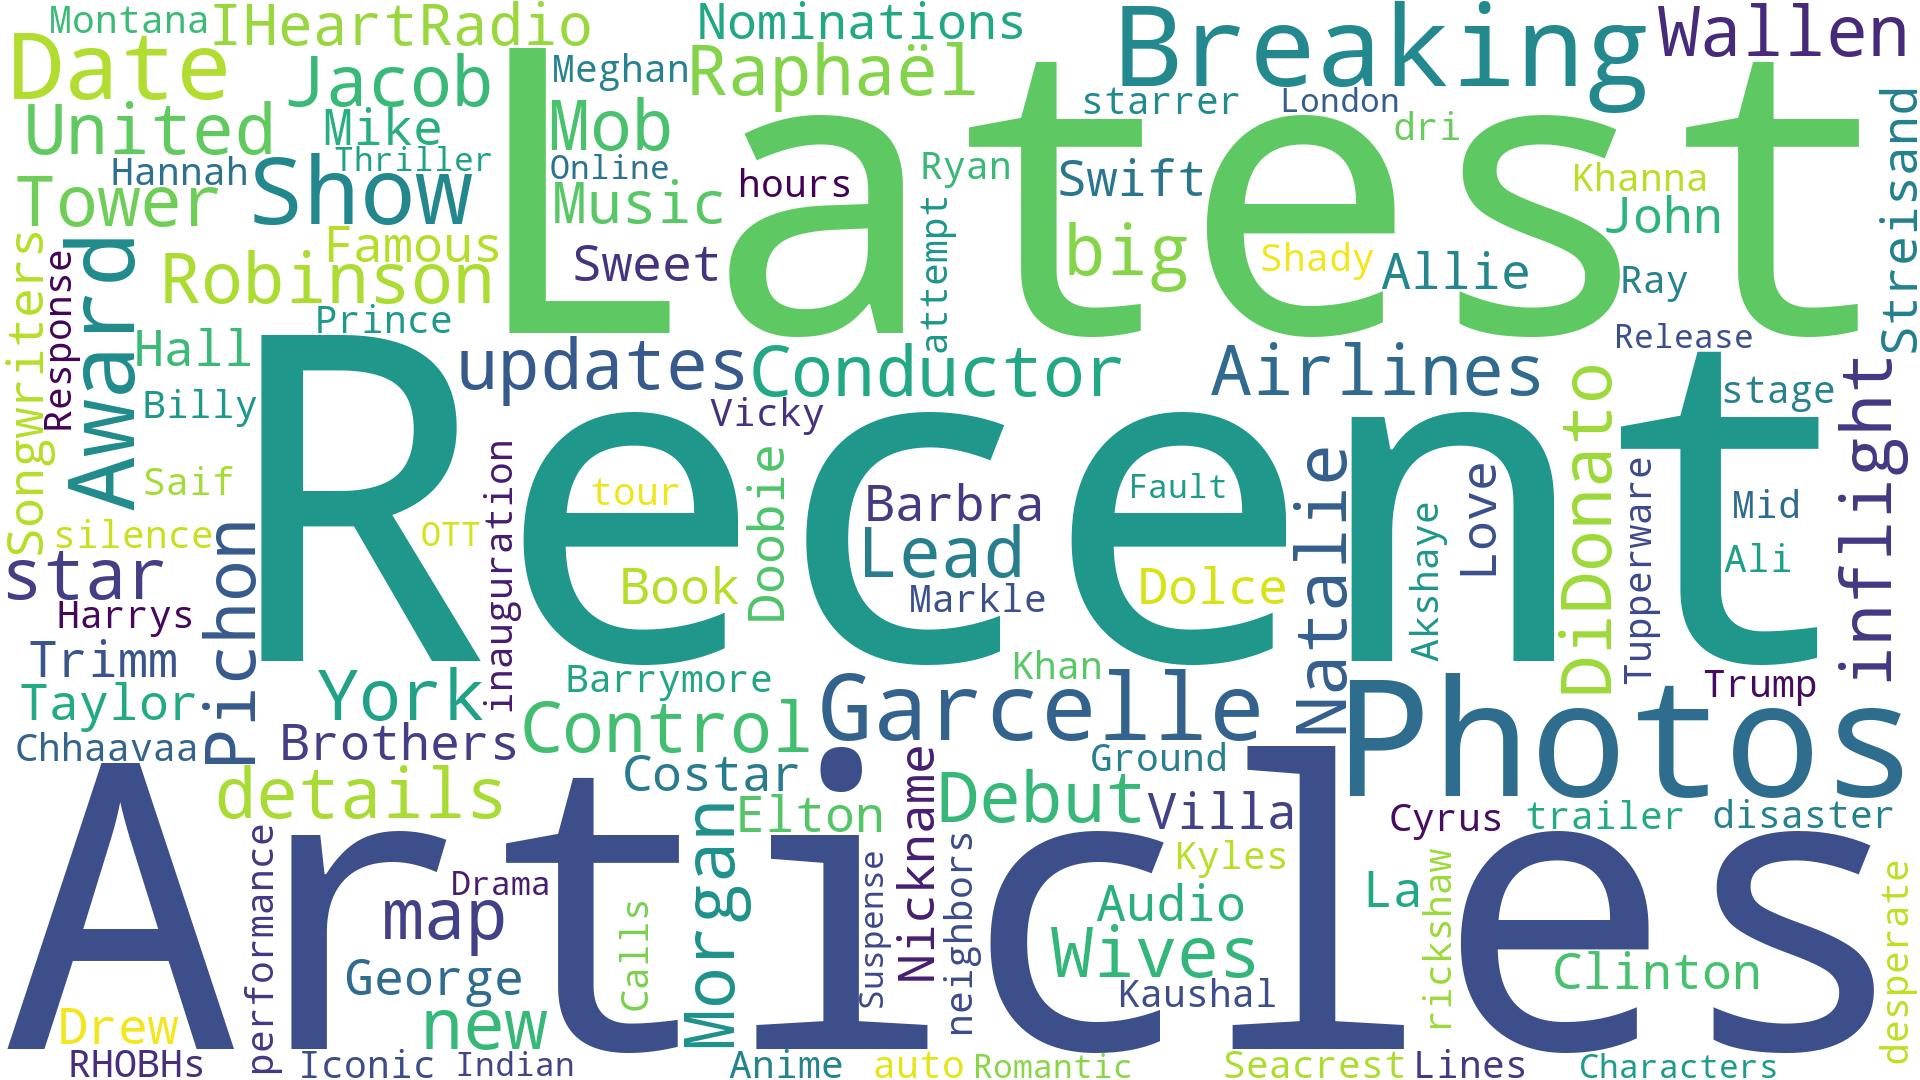 Montana
IHeartRadio
Nominations
Breaking
Wallen
Date
Jacob
Meghan
Raphaël
Latest
starrer
London
United
Mike
Mob
dri
Streisand
Hannah
Thriller
Online
Ryan
Swift
Khanna
Tower
Show
Music
hours
John
Famous
attempt
big
Songwriters
Response
Award
Robinson
Sweet
Shady
Allie
Ray
Prince
Release
Hall
Recent
updates
Conductor
Airlines
inflight
Billy
Vicky
DiDonato
stage
Saif
inauguration
tour
Doobie
Barbra
Fault
Natalie
Love
Tupperware
Mid
silence
OTT
Lead
Akshaye
Ali
star
Pichon
Book
Markle
Dolce
Harrys
Trimm
Khan
Taylor
York
Barrymore
Garcelle
Trump
Photos
Chhaavaa
Brothers
Control
Costar
Ground
details
Elton
Nickname
Debut
Villa
Cyrus
trailer
disaster
Articles
performance
Drama
Morgan
Suspense
neighbors
Kyles
rickshaw
desperate
map
Calls
Audio
La
George
Wives
Clinton
Kaushal
Drew
new
RHOBHs
Iconic
Indian
Anime
auto
Romantic
Seacrest
Lines
Characters